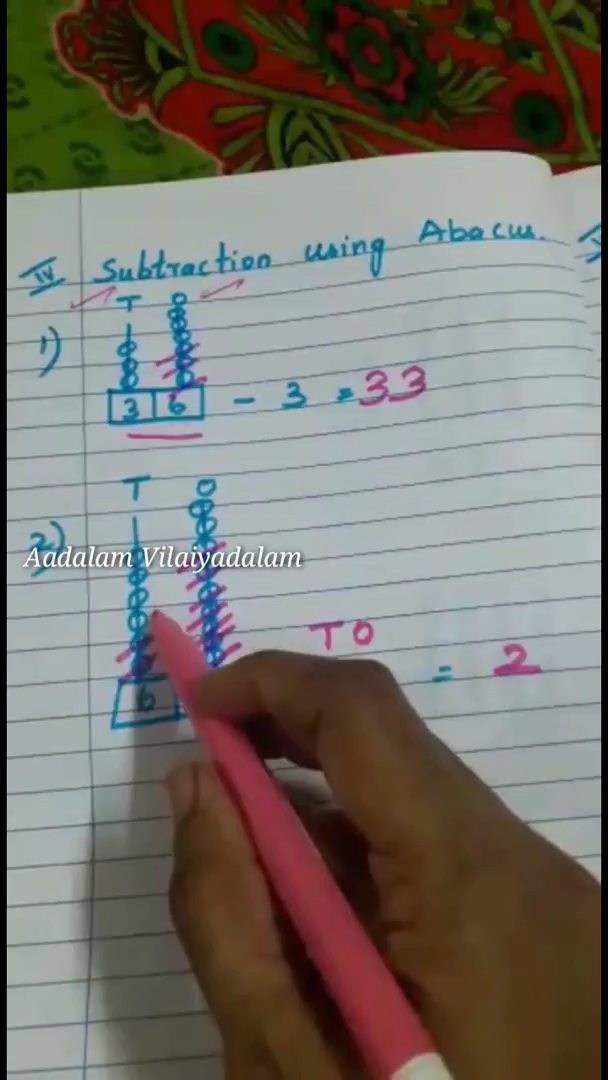 IV Subtraction using Abacus.
T O
1)
3 6 - 3 = 33
T O
2)
Aadalam Vilaiyadalam
T O
6 = 2